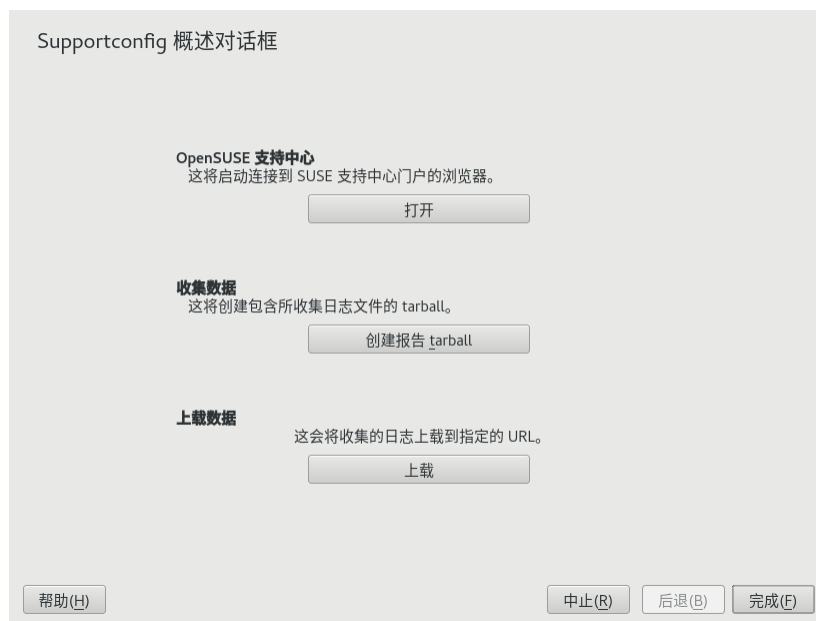 Supportconfig 概述对话框
OpenSUSE 支持中心
这将启动连接到 SUSE 支持中心门户的浏览器。
打开
收集数据
这将创建包含所收集日志文件的 tarball。
创建报告 tarball
上载数据
这会将收集的日志上载到指定的 URL。
上载
帮助(H) 中止(R) 后退(B) 完成(F)